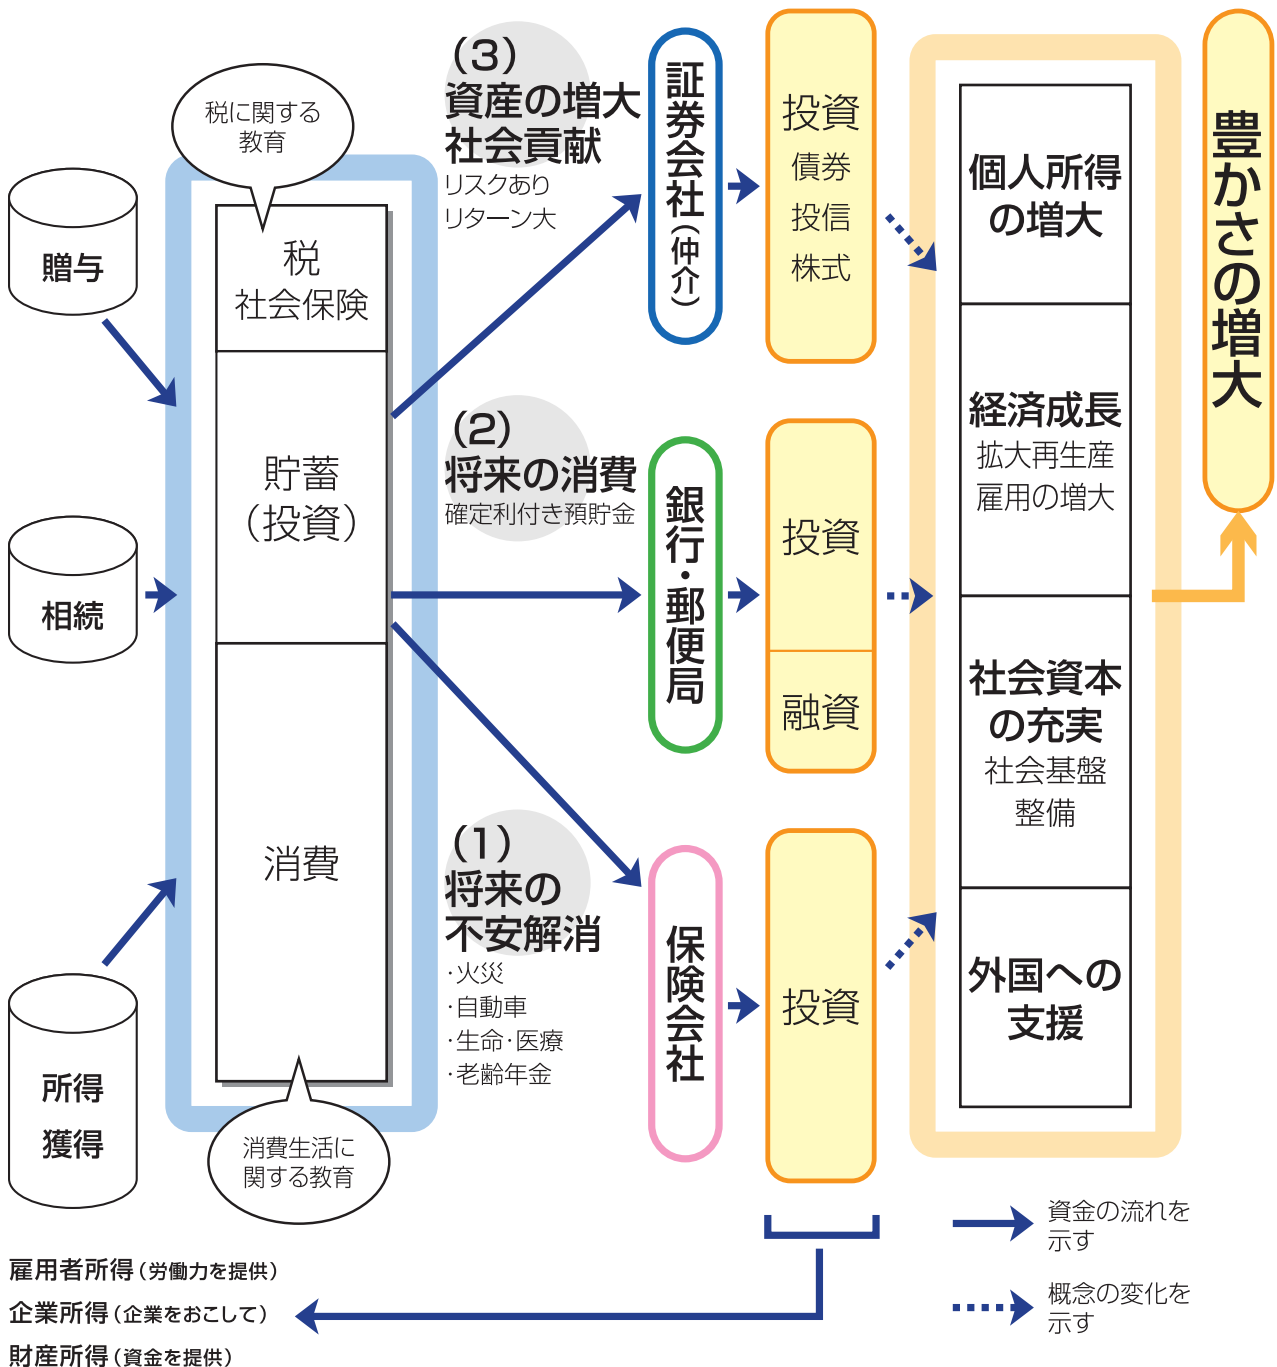 贈与
相続
所得
獲得
税に関する
教育
税
社会保険
貯蓄
（投資）
消費
消費生活に
関する教育
（3）
資産の増大
社会貢献
リスクあり
リターン大
（2）
将来の消費
確定利付き預貯金
（1）
将来の
不安解消
・火災
・自動車
・生命・医療
・老齢年金
証券会社（仲介）
銀行・郵便局
保険会社
投資
債券
投信
株式
投資
融資
投資
個人所得
の増大
経済成長
拡大再生産
雇用の増大
社会資本
の充実
社会基盤
整備
外国への
支援
豊かさの増大
資金の流れを
示す
概念の変化を
示す
雇用者所得（労働力を提供）
企業所得（企業をおこして）
財産所得（資金を提供）